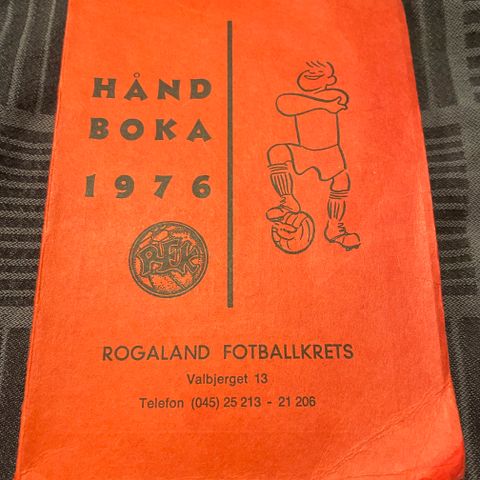 HÅND
BOKA
1976
RFK
ROGALAND FOTBALLKRETS
Valbjerget 13
Telefon (045) 25 213 - 21 206